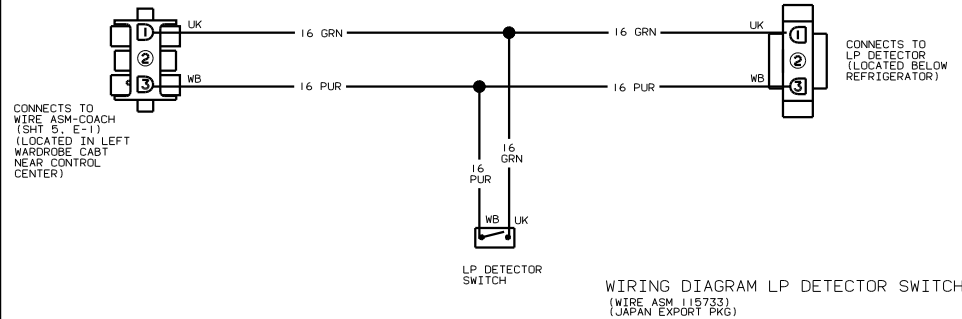 UK
16 GRN
16 GRN
UK
1
1
2
2
WB
16 PUR
16 PUR
WB
3
3
CONNECTS TO
LP DETECTOR
(LOCATED BELOW
REFRIGERATOR)
CONNECTS TO
WIRE ASM-COACH
(SHT 5, E-1)
(LOCATED IN LEFT
WARDROBE CABT
NEAR CONTROL
CENTER)
16
GRN
16
PUR
WB
UK
LP DETECTOR
SWITCH
WIRING DIAGRAM LP DETECTOR SWITCH
(WIRE ASM 115733)
(JAPAN EXPORT PKG)